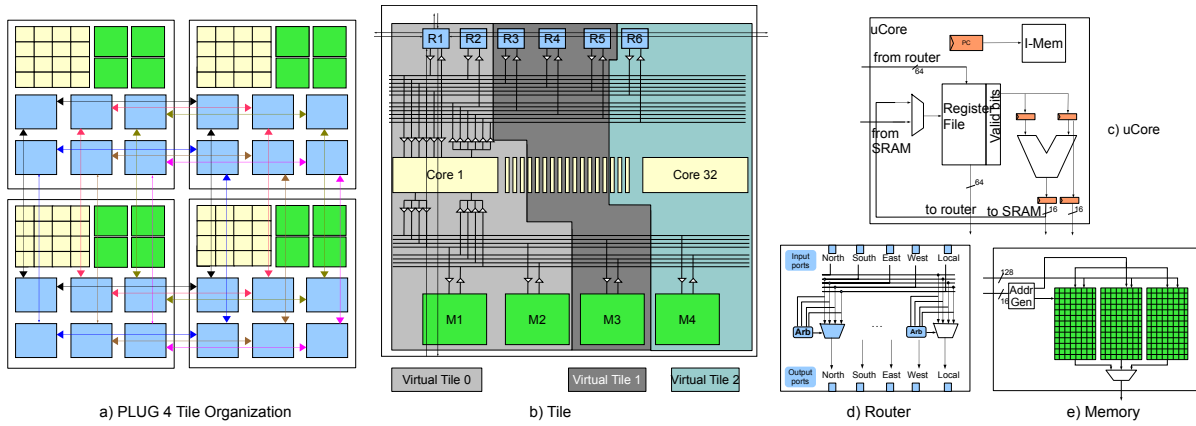 R1
R2
R3
R4
R5
R6
Core 1
Core 32
M1
M2
M3
M4
Virtual Tile 0
Virtual Tile 1
Virtual Tile 2
uCore
PC
I-Mem
from router
64
Register
File
Valid bits
from
SRAM
64
to router
to SRAM
16
16
c) uCore
Input
ports
North
South
East
West
Local
Arb
...
Arb
Output
ports
North
South
East
West
Local
128
16
Addr
Gen
a) PLUG 4 Tile Organization
b) Tile
d) Router
e) Memory